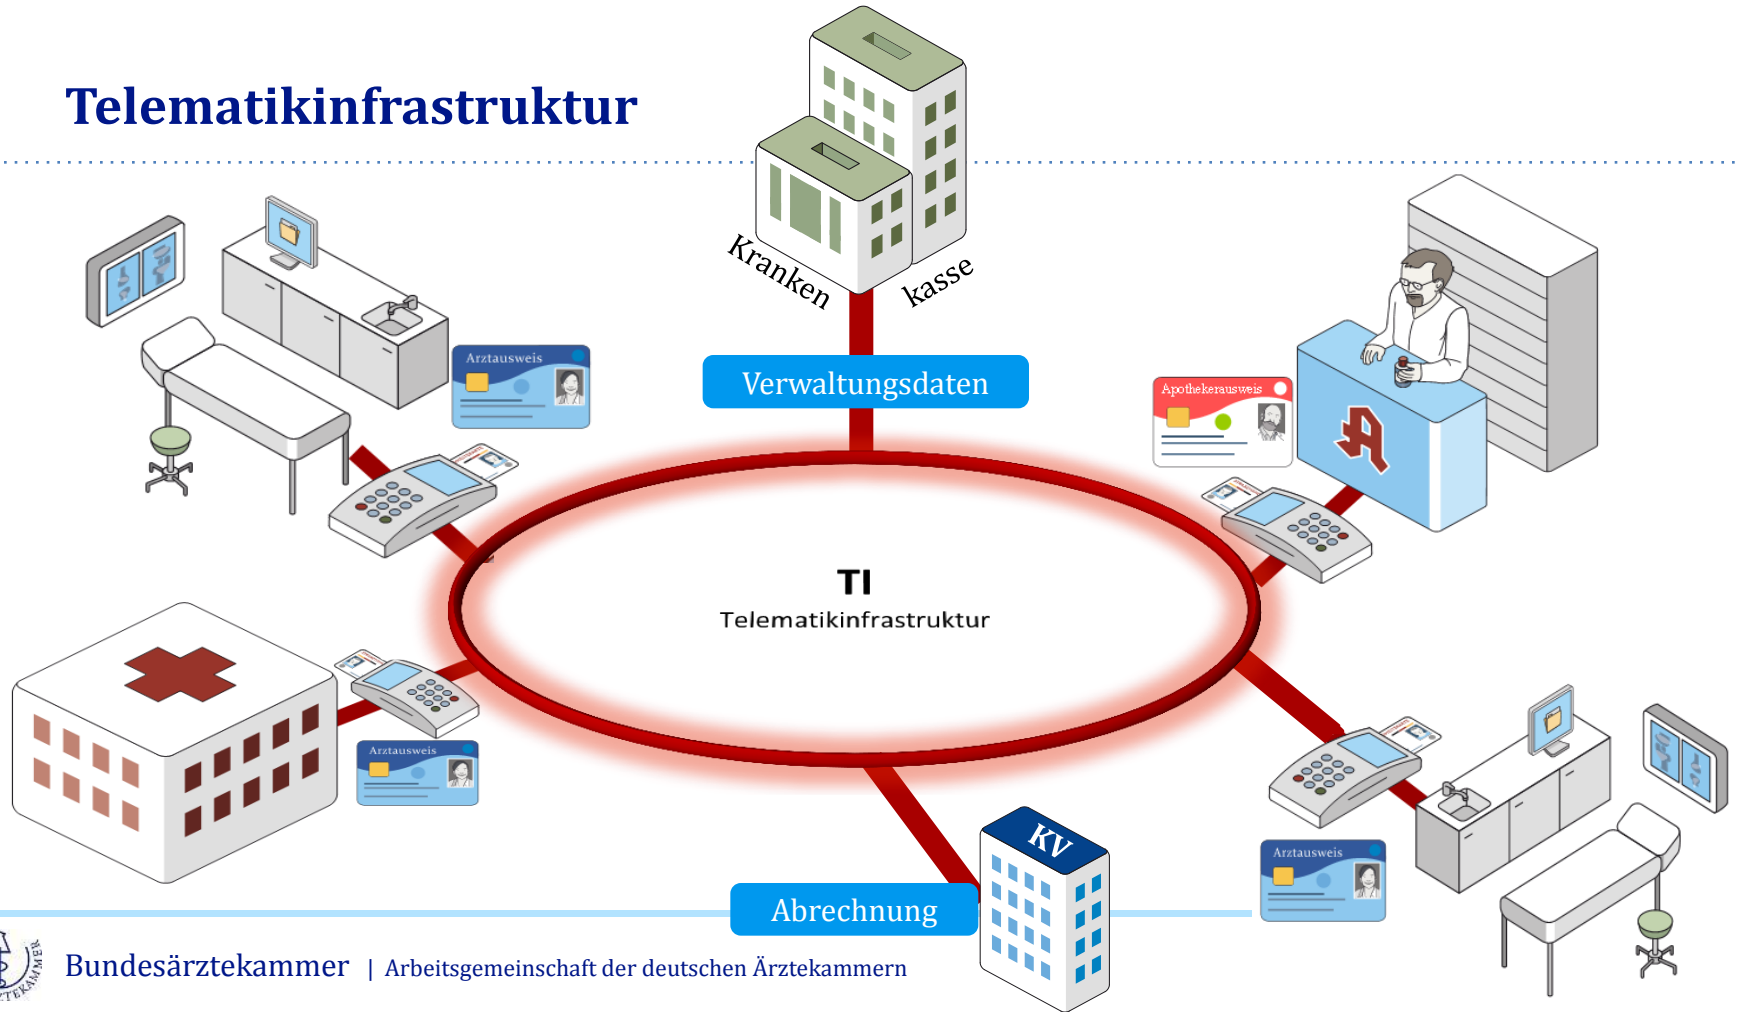 Telematikinfrastruktur
Kranken
kasse
Verwaltungsdaten
Arztausweis
Apothekerausweis
TI
Telematikinfrastruktur
Arztausweis
Arztausweis
KV
Abrechnung
Bundesärztekammer | Arbeitsgemeinschaft der deutschen Ärztekammern